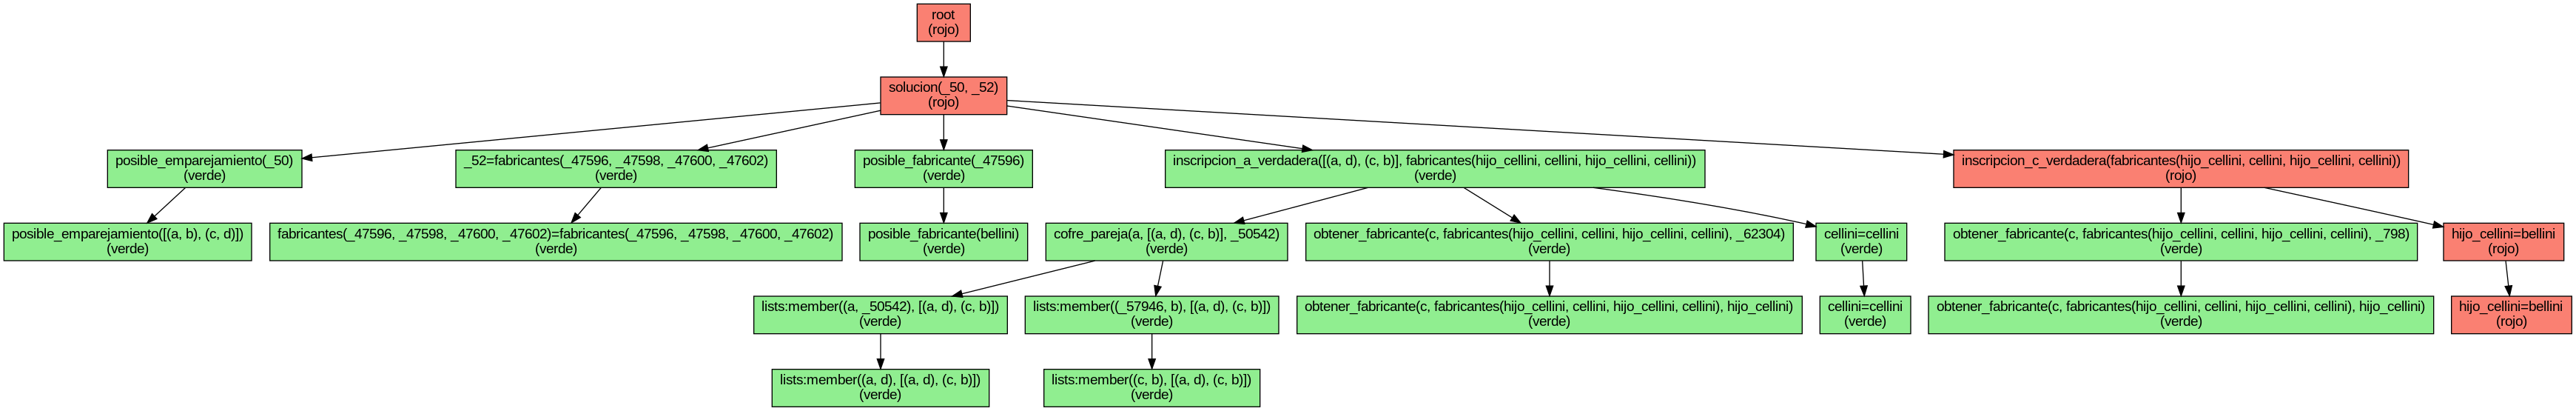 root
(rojo)
solucion(_50, _52)
(rojo)
posible_emparejamiento(_50)
(verde)
_52=fabricantes(_47596, _47598, _47600, _47602)
(verde)
posible_fabricante(_47596)
(verde)
inscripcion_a_verdadera([(a, d), (c, b)], fabricantes(hijo_cellini, cellini, hijo_cellini, cellini))
(verde)
inscripcion_c_verdadera(fabricantes(hijo_cellini, cellini, hijo_cellini, cellini))
(rojo)
posible_emparejamiento([(a, b), (c, d)])
(verde)
fabricantes(_47596, _47598, _47600, _47602)=fabricantes(_47596, _47598, _47600, _47602)
(verde)
posible_fabricante(bellini)
(verde)
cofre_pareja(a, [(a, d), (c, b)], _50542)
(verde)
obtener_fabricante(c, fabricantes(hijo_cellini, cellini, hijo_cellini, cellini), _62304)
(verde)
cellini=cellini
(verde)
obtener_fabricante(c, fabricantes(hijo_cellini, cellini, hijo_cellini, cellini), _798)
(verde)
hijo_cellini=bellini
(rojo)
lists:member((a, _50542), [(a, d), (c, b)])
(verde)
lists:member((_57946, b), [(a, d), (c, b)])
(verde)
obtener_fabricante(c, fabricantes(hijo_cellini, cellini, hijo_cellini, cellini), hijo_cellini)
(verde)
cellini=cellini
(verde)
obtener_fabricante(c, fabricantes(hijo_cellini, cellini, hijo_cellini, cellini), hijo_cellini)
(verde)
hijo_cellini=bellini
(rojo)
lists:member((a, d), [(a, d), (c, b)])
(verde)
lists:member((c, b), [(a, d), (c, b)])
(verde)